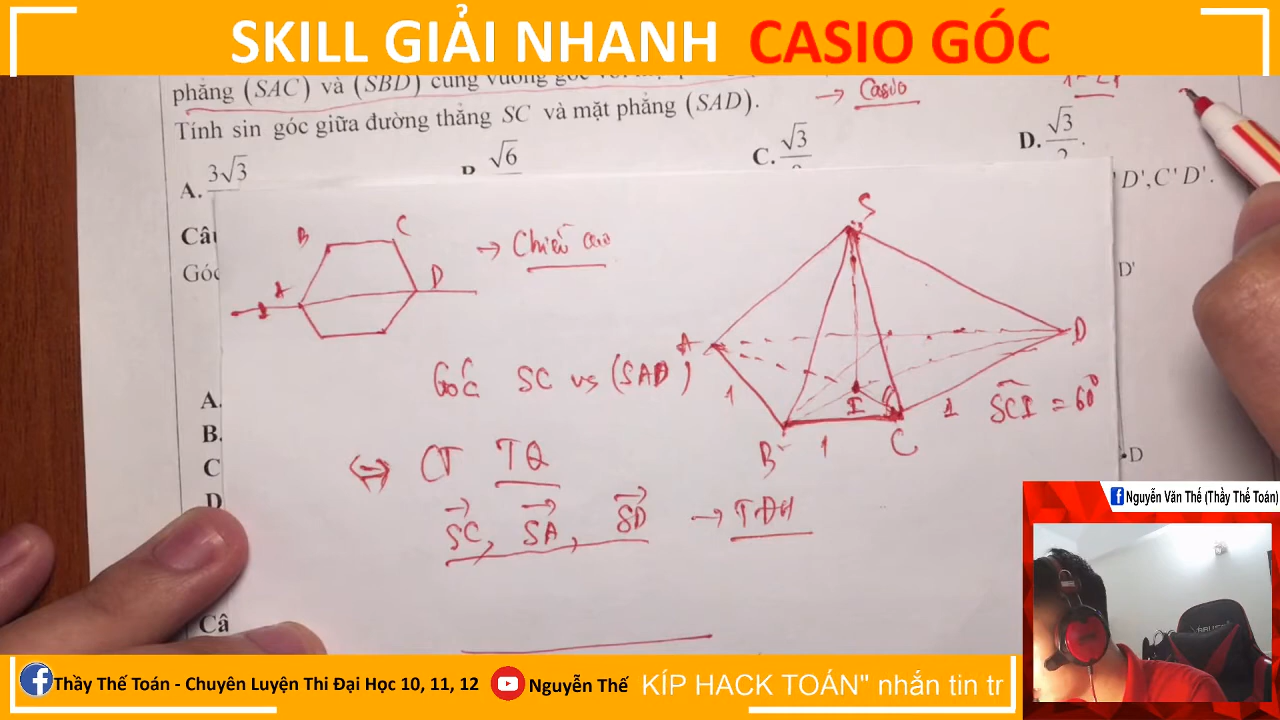 SKILL GIẢI NHANH CASIO GÓC
phẳng (SAC) và (SBD) cùng vuông góc
→ Casio
Tính sin góc giữa đường thẳng SC và mặt phẳng (SAD).
A. 3√3
√6
C. √3
D. √3
' D', C' D'.
B C
→ Chiều cao
A D
S
Câu
Góc
D'
A D
Góc SC vs (SAD)
1 I 1 SCI = 60°
A.
B.
B 1 C
C
⇔ CT TQ
D
D
SC, SA, SD → TĐH
Nguyễn Văn Thế (Thầy Thế Toán)
Câ
Thầy Thế Toán - Chuyên Luyện Thi Đại Học 10, 11, 12
Nguyễn Thế
KÍP HACK TOÁN" nhắn tin tr